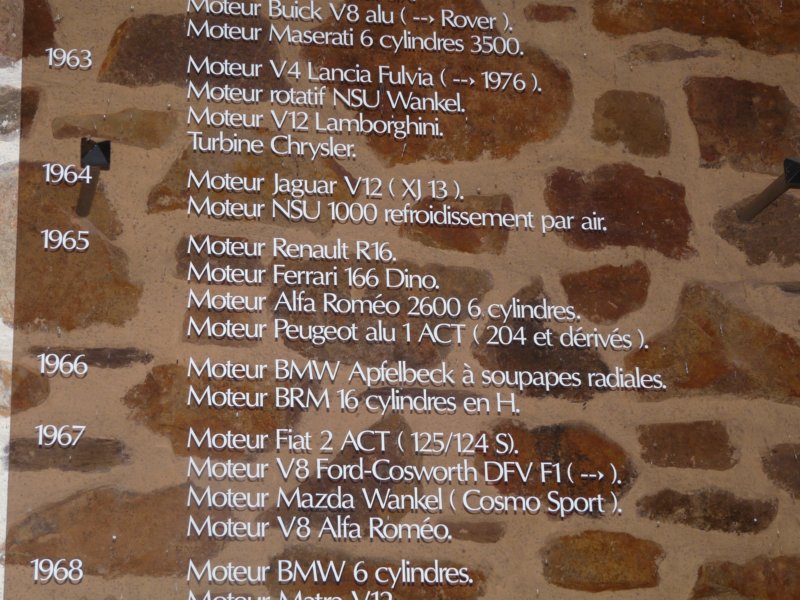 Moteur Buick V8 alu ( --› Rover ).
Moteur Maserati 6 cylindres 3500.
1963 Moteur V4 Lancia Fulvia ( --› 1976 ).
Moteur rotatif NSU Wankel.
Moteur V12 Lamborghini.
Turbine Chrysler.
1964 Moteur Jaguar V12 ( XJ 13 ).
Moteur NSU 1000 refroidissement par air.
1965 Moteur Renault R16.
Moteur Ferrari 166 Dino.
Moteur Alfa Roméo 2600 6 cylindres.
Moteur Peugeot alu 1 ACT ( 204 et dérivés ).
1966 Moteur BMW Apfelbeck à soupapes radiales.
Moteur BRM 16 cylindres en H.
1967 Moteur Fiat 2 ACT ( 125/124 S).
Moteur V8 Ford-Cosworth DFV F1 ( --› ).
Moteur Mazda Wankel ( Cosmo Sport ).
Moteur V8 Alfa Roméo.
1968 Moteur BMW 6 cylindres.
Moteur Matra V12